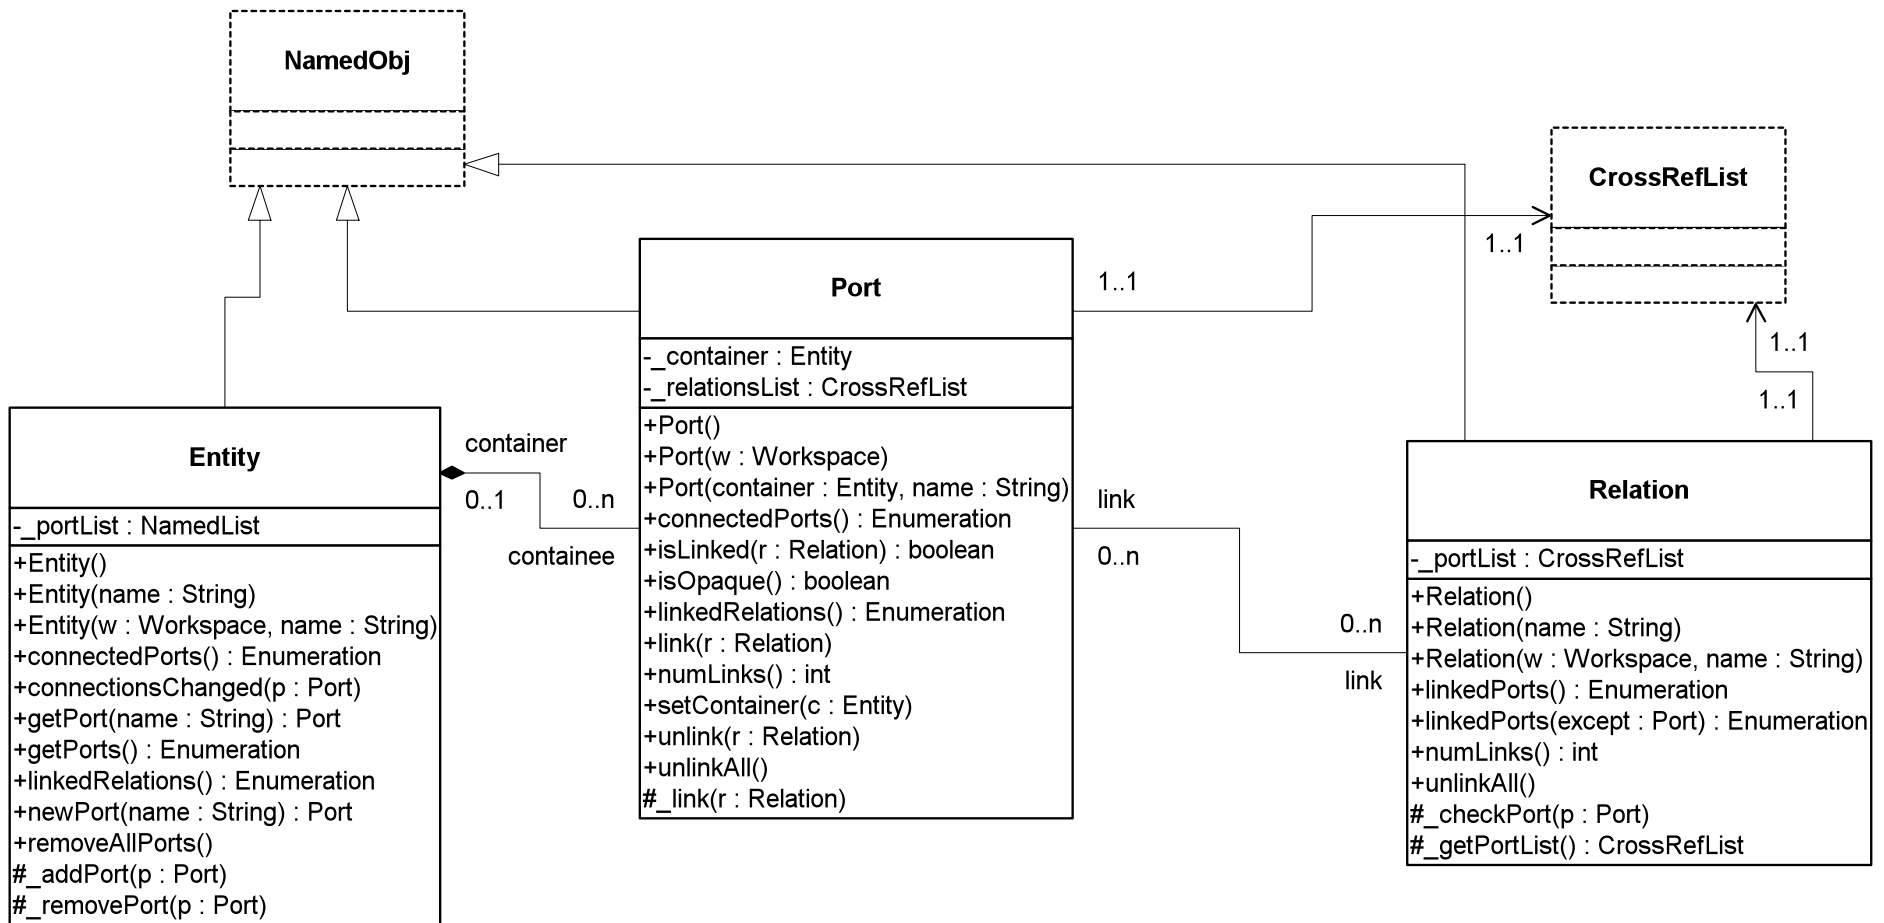 NamedObj
CrossRefList
1..1
1..1
1..1
1..1
Port
-_container : Entity
-_relationsList : CrossRefList
+Port()
+Port(w : Workspace)
+Port(container : Entity, name : String)
+connectedPorts() : Enumeration
+isLinked(r : Relation) : boolean
+isOpaque() : boolean
+linkedRelations() : Enumeration
+link(r : Relation)
+numLinks() : int
+setContainer(c : Entity)
+unlink(r : Relation)
+unlinkAll()
#_link(r : Relation)
Entity
-_portList : NamedList
+Entity()
+Entity(name : String)
+Entity(w : Workspace, name : String)
+connectedPorts() : Enumeration
+connectionsChanged(p : Port)
+getPort(name : String) : Port
+getPorts() : Enumeration
+linkedRelations() : Enumeration
+newPort(name : String) : Port
+removeAllPorts()
#_addPort(p : Port)
#_removePort(p : Port)
container
0..1
0..n
containee
link
0..n
0..n
link
Relation
-_portList : CrossRefList
+Relation()
+Relation(name : String)
+Relation(w : Workspace, name : String)
+linkedPorts() : Enumeration
+linkedPorts(except : Port) : Enumeration
+numLinks() : int
+unlinkAll()
#_checkPort(p : Port)
#_getPortList() : CrossRefList